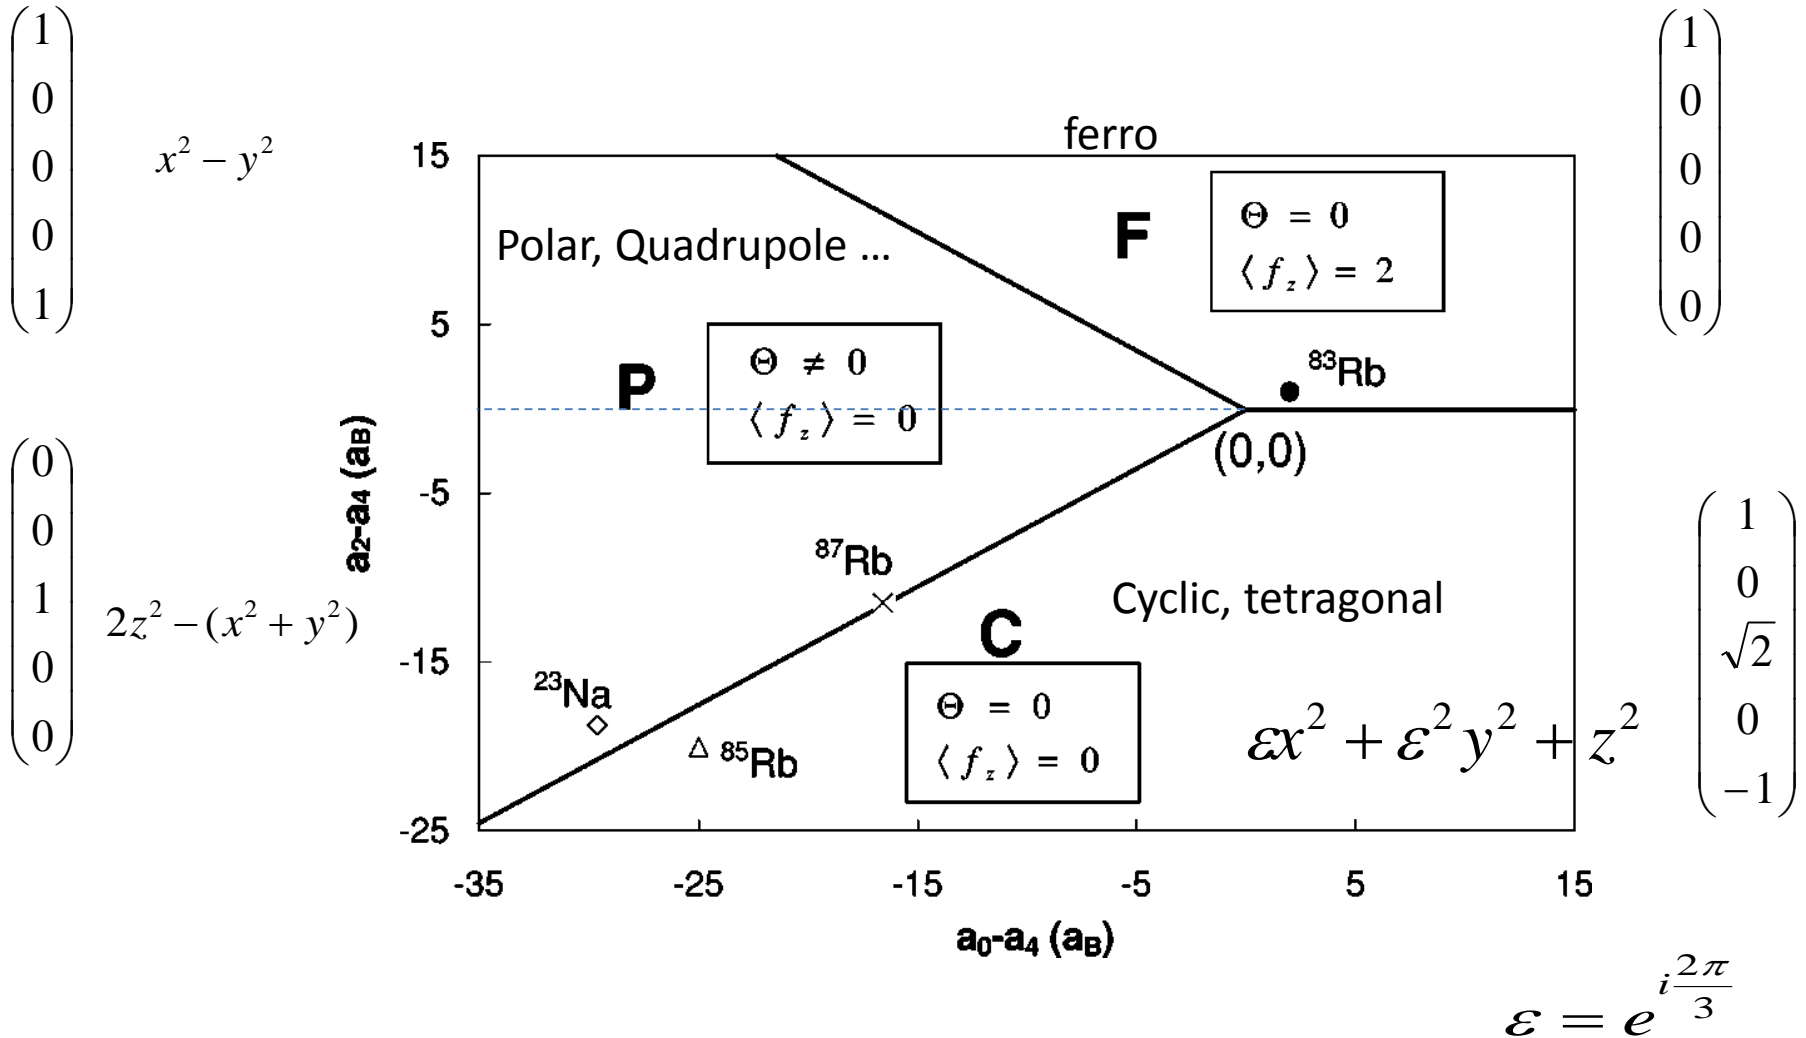 ( 1 0 0 0 1 )
x² − y²
( 0 0 1 0 0 )
2z² − (x² + y²)
ferro
15
5
-5
-15
-25
a₂-a₄ (a_B)
Polar, Quadrupole ...
F
Θ = 0
⟨f_z⟩ = 2
P
Θ ≠ 0
⟨f_z⟩ = 0
⁸³Rb
(0,0)
⁸⁷Rb
Cyclic, tetragonal
C
²³Na
⁸⁵Rb
Θ = 0
⟨f_z⟩ = 0
εx² + ε²y² + z²
-35 -25 -15 -5 5 15
a₀-a₄ (a_B)
( 1 0 0 0 0 )
( 1 0 √2 0 −1 )
ε = e^{i 2π/3}